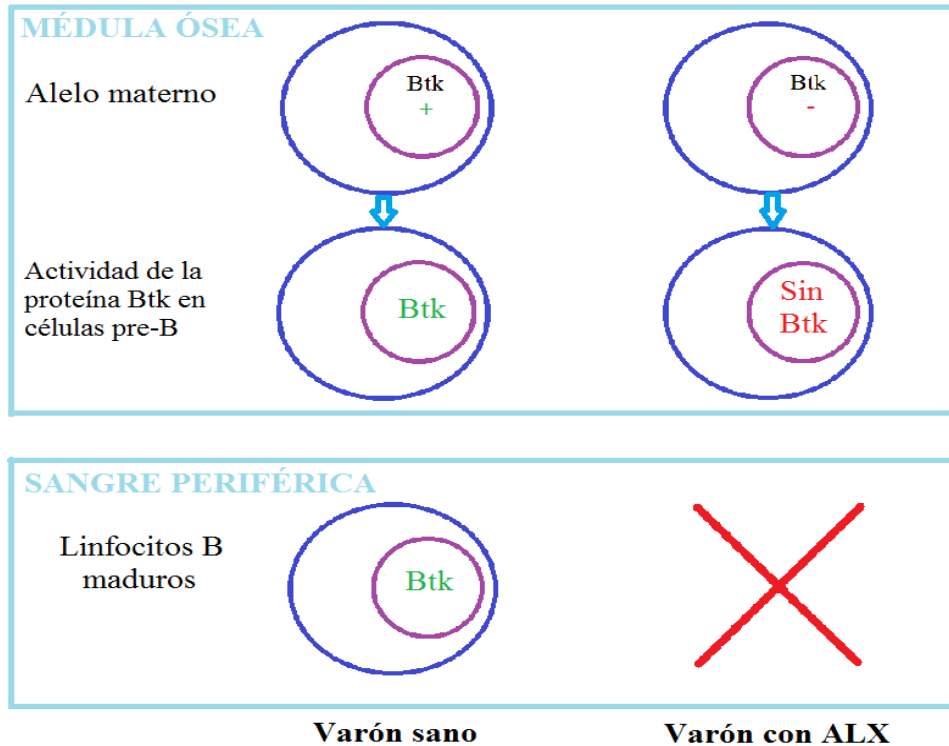 MÉDULA ÓSEA
Alelo materno
Btk
+
Btk
-
Actividad de la
proteína Btk en
células pre-B
Btk
Sin
Btk
SANGRE PERIFÉRICA
Linfocitos B
maduros
Btk
Varón sano
Varón con ALX